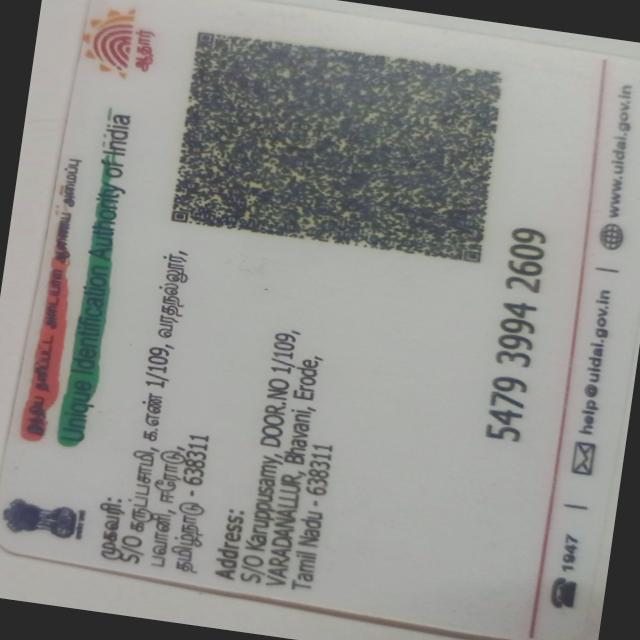 இந்திய தனிப்பட்ட அடையாள ஆணைய அமைப்பு
Unique Identification Authority of India
ஆதார்
முகவரி:
S/O கருப்பசாமி, க.எண் 1/109, வரதநல்லூர்,
பவானி, ஈரோடு,
தமிழ்நாடு - 638311
Address:
S/O Karuppusamy, DOOR.NO 1/109,
VARADANALLUR, Bhavani, Erode,
Tamil Nadu - 638311
5479 3994 2609
1947 | help@uidai.gov.in | www.uidai.gov.in